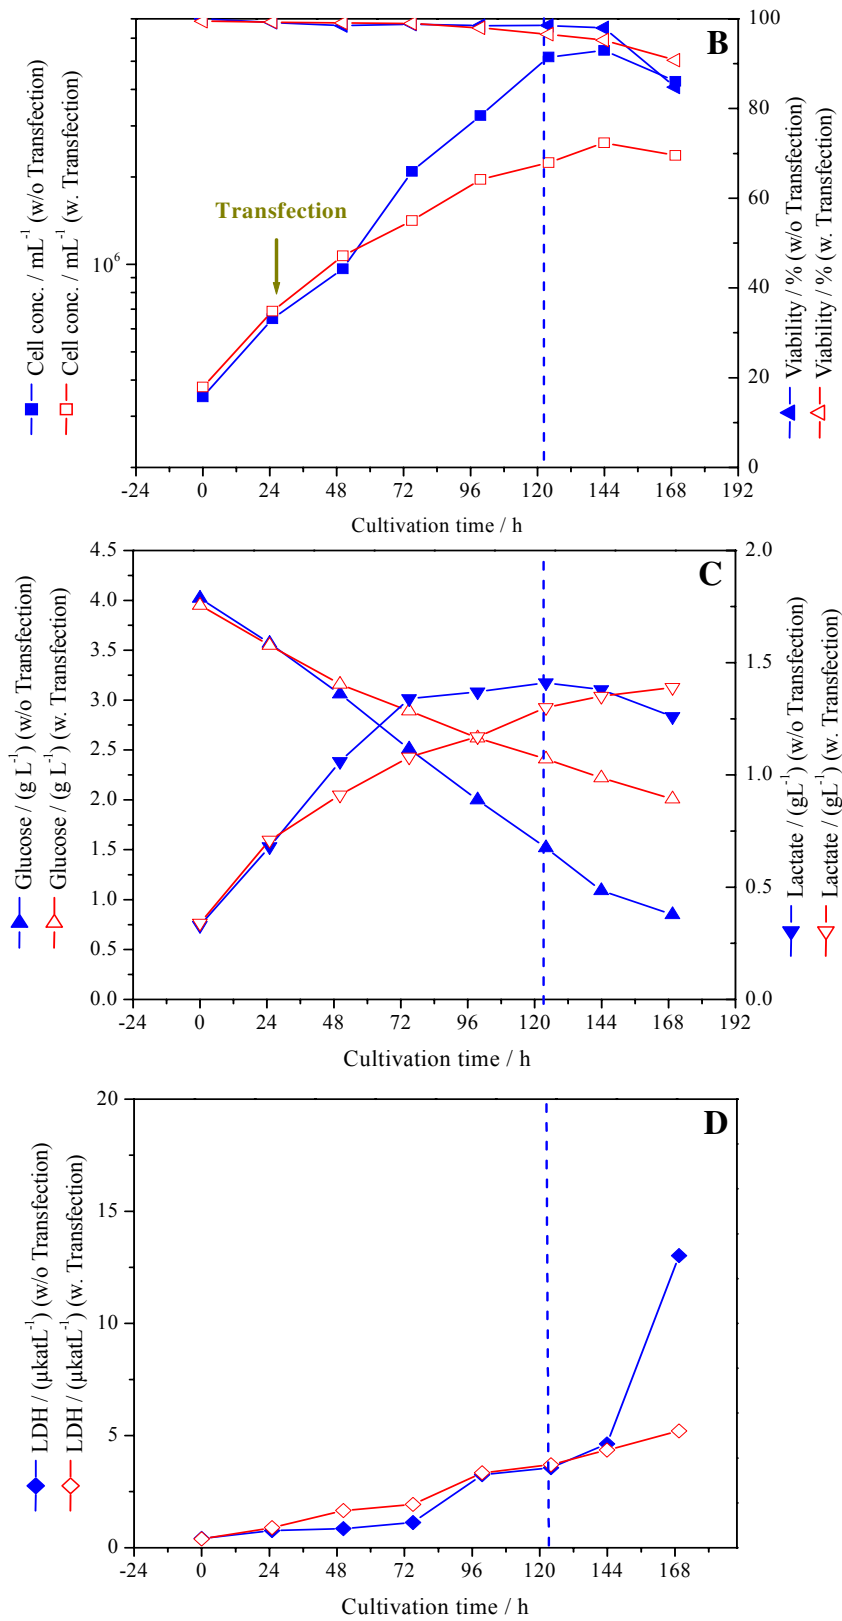 B
Transfection
10^6
100
80
60
40
20
0
-24 0 24 48 72 96 120 144 168 192
Cultivation time / h
Cell conc. / mL^-1 (w/o Transfection)
Cell conc. / mL^-1 (w. Transfection)
Viability / % (w/o Transfection)
Viability / % (w. Transfection)
C
4.5
4.0
3.5
3.0
2.5
2.0
1.5
1.0
0.5
0.0
2.0
1.5
1.0
0.5
0.0
-24 0 24 48 72 96 120 144 168 192
Cultivation time / h
Glucose / (g L^-1) (w/o Transfection)
Glucose / (g L^-1) (w. Transfection)
Lactate / (gL^-1) (w/o Transfection)
Lactate / (gL^-1) (w. Transfection)
D
20
15
10
5
0
-24 0 24 48 72 96 120 144 168
Cultivation time / h
LDH / (µkatL^-1) (w/o Transfection)
LDH / (µkatL^-1) (w. Transfection)